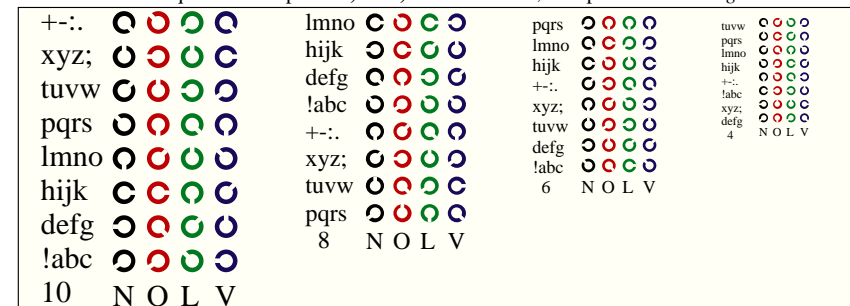 +-:.
xyz;
tuvw
pqrs
lmno
hijk
defg
!abc
10 N O L V
lmno
hijk
defg
!abc
+-:.
xyz;
tuvw
pqrs
8 N O L V
pqrs
lmno
hijk
+-:.
xyz;
tuvw
defg
!abc
6 N O L V
tuvw
pqrs
lmno
hijk
+-:.
!abc
xyz;
defg
4 N O L V